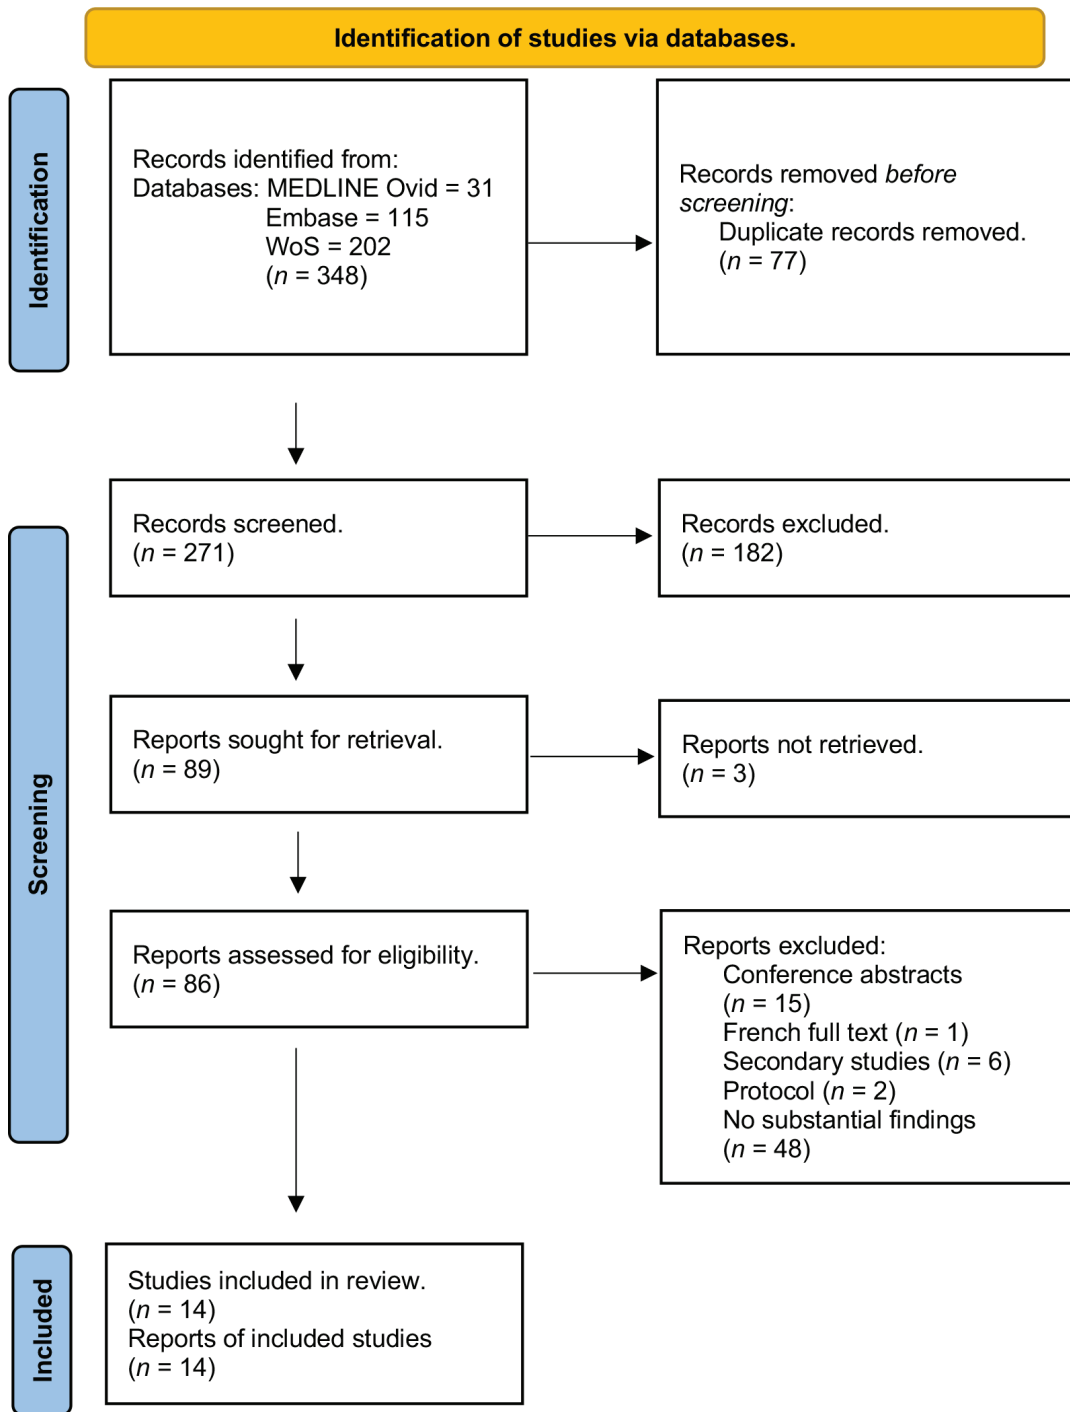 Identification of studies via databases.
Identification
Records identified from:
Databases: MEDLINE Ovid = 31
Embase = 115
WoS = 202
(n = 348)
Records removed before
screening:
Duplicate records removed.
(n = 77)
Screening
Records screened.
(n = 271)
Records excluded.
(n = 182)
Reports sought for retrieval.
(n = 89)
Reports not retrieved.
(n = 3)
Reports assessed for eligibility.
(n = 86)
Reports excluded:
Conference abstracts
(n = 15)
French full text (n = 1)
Secondary studies (n = 6)
Protocol (n = 2)
No substantial findings
(n = 48)
Included
Studies included in review.
(n = 14)
Reports of included studies
(n = 14)